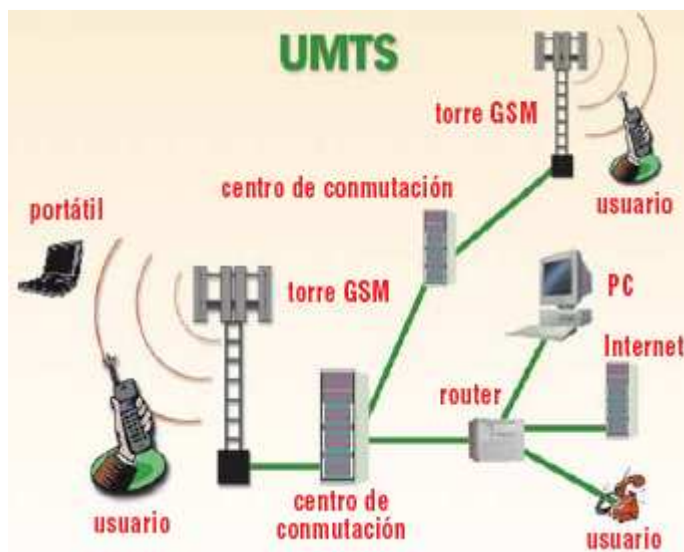 UMTS
torre GSM
usuario
centro de conmutación
portátil
torre GSM
PC
Internet
router
usuario
centro de
conmutación
usuario